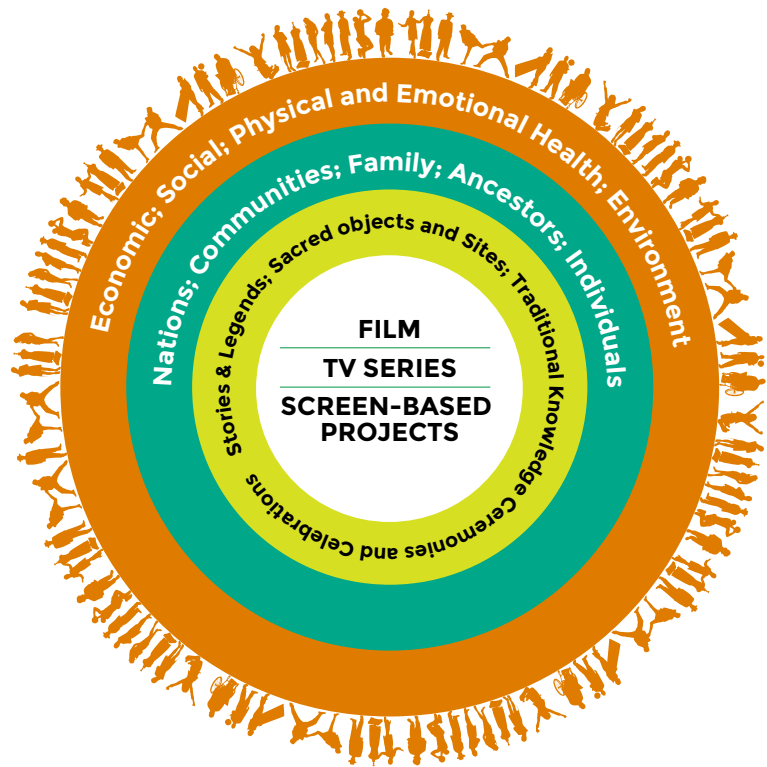 Economic; Social; Physical and Emotional Health; Environment
Nations; Communities; Family; Ancestors; Individuals
Stories & Legends; Sacred objects and Sites; Traditional Knowledge Ceremonies and Celebrations
FILM
TV SERIES
SCREEN-BASED
PROJECTS